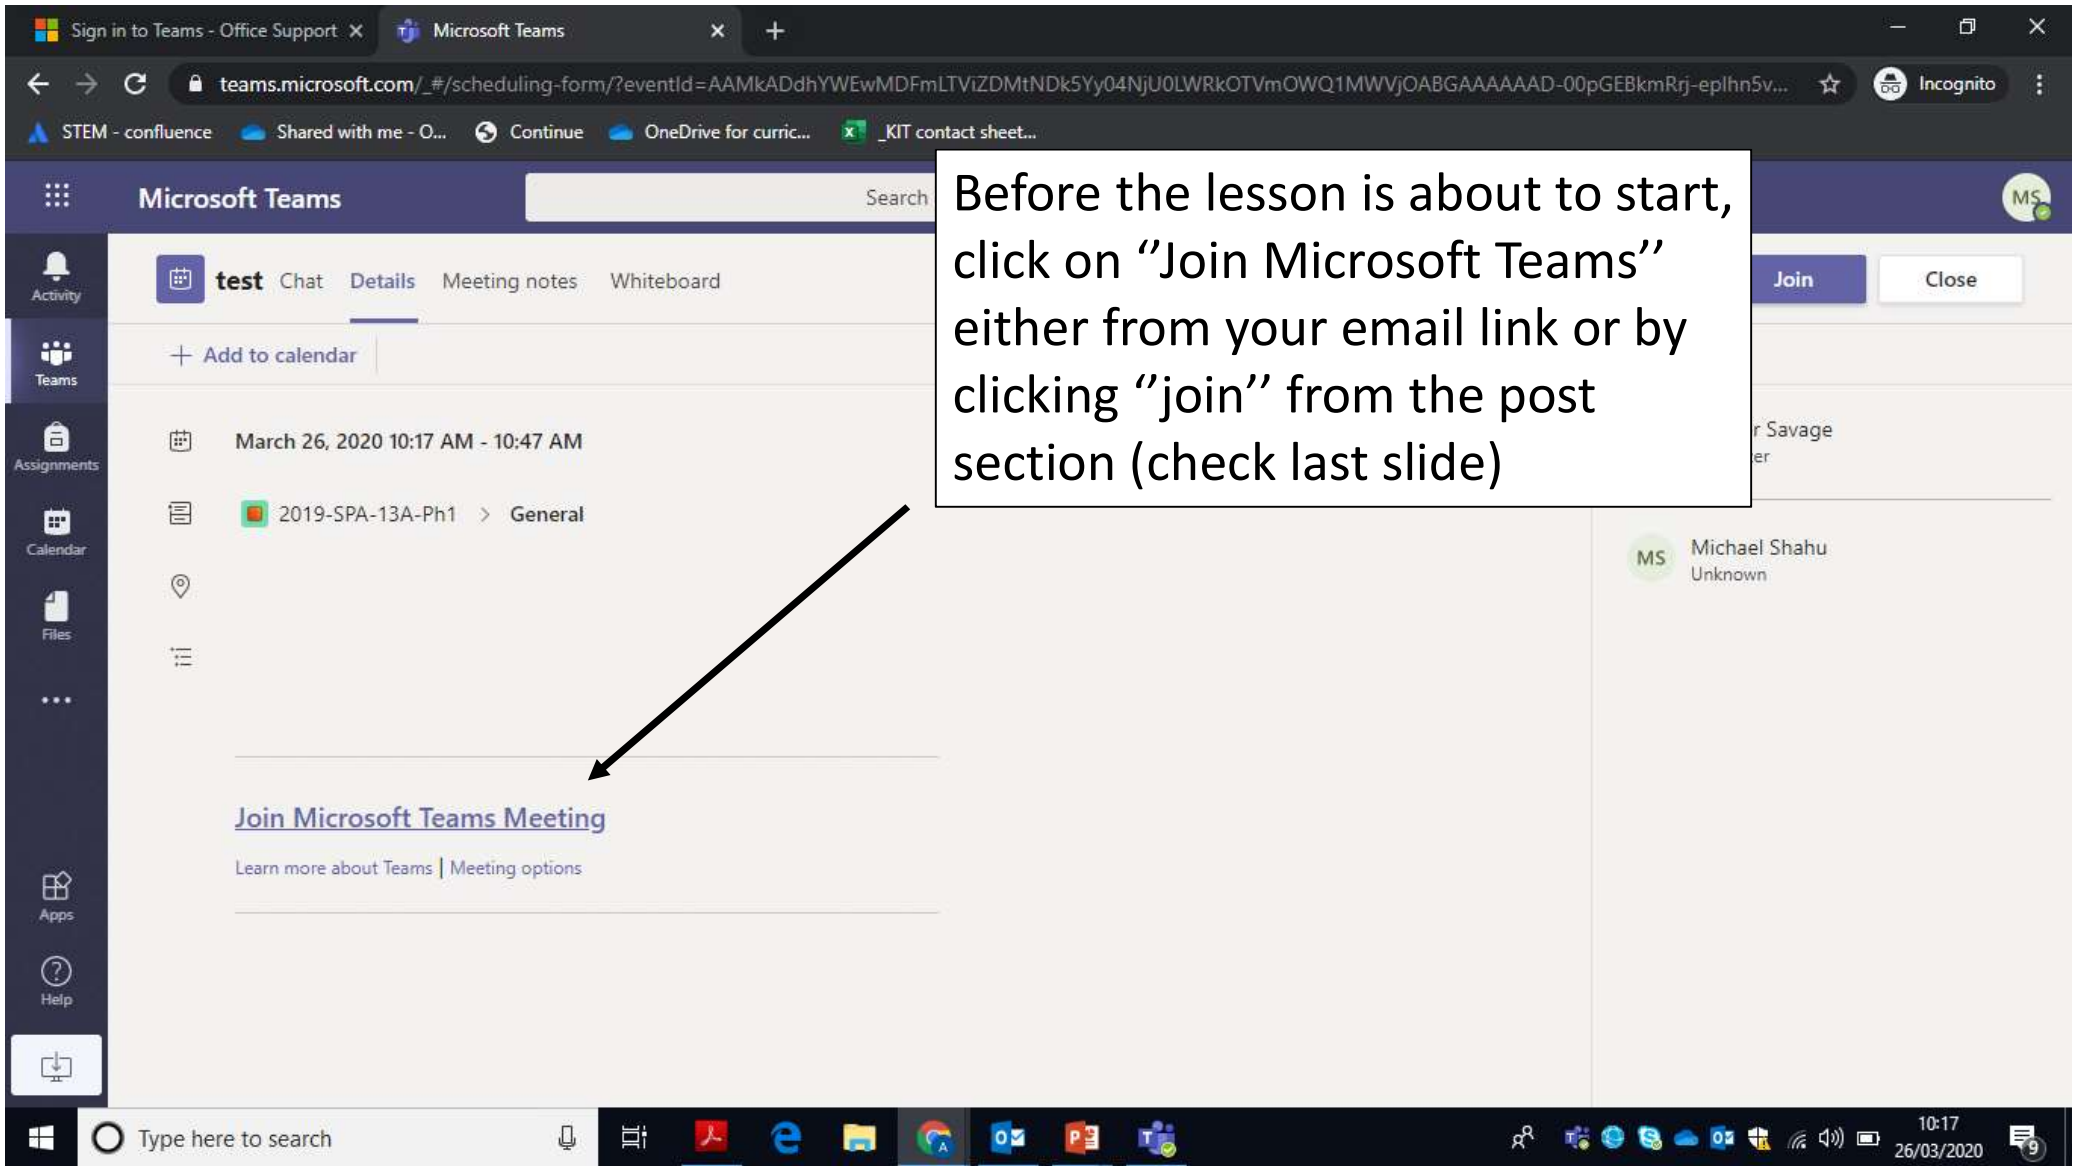 Sign in to Teams - Office Support
Microsoft Teams
teams.microsoft.com/_#/scheduling-form/?eventId=AAMkADdhYWEwMDFmLTViZDMtNDk5Yy04NjU0LWRkOTVmOWQ1MWVjOABGAAAAAAD-00pGEBkmRrj-eplhn5v...
Incognito
STEM - confluence
Shared with me - O...
Continue
OneDrive for curric...
_KIT contact sheet...
Microsoft Teams
Search
MS
Before the lesson is about to start,
click on ‘’Join Microsoft Teams’’
either from your email link or by
clicking ‘’join’’ from the post
section (check last slide)
Activity
test Chat Details Meeting notes Whiteboard
Join
Close
+ Add to calendar
Teams
Assignments
March 26, 2020 10:17 AM - 10:47 AM
r Savage
er
2019-SPA-13A-Ph1 > General
Calendar
MS
Michael Shahu
Unknown
Files
Join Microsoft Teams Meeting
Learn more about Teams | Meeting options
Apps
Help
Type here to search
10:17
26/03/2020
9